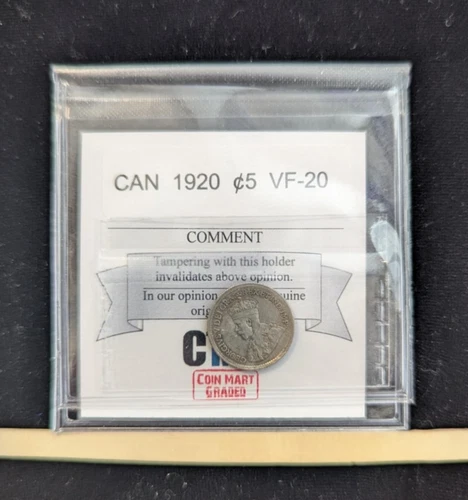 CAN 1920 ¢5 VF-20
COMMENT
Tampering with this holder
invalidates above opinion.
In our opinion
C
COIN MART
GRADED